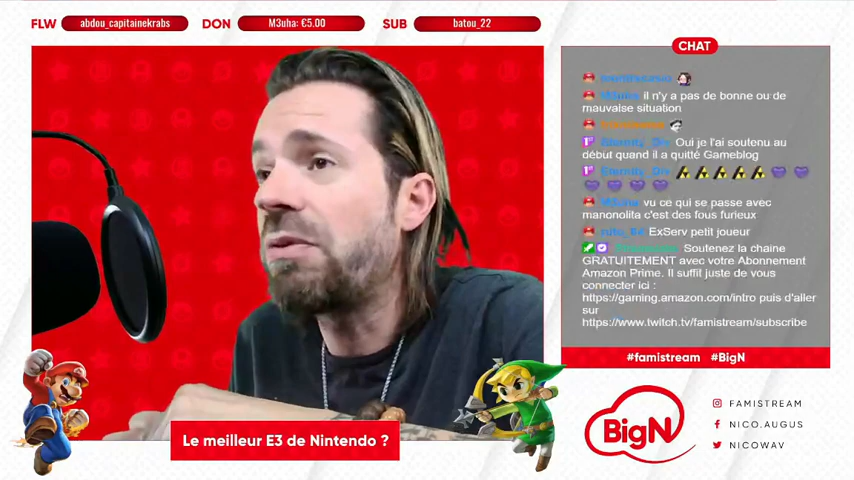 FLW abdou_capitainekrabs DON M3uha: €5.00 SUB batou_22
CHAT
il n'y a pas de bonne ou de
mauvaise situation
Oui je l'ai soutenu au
début quand il a quitté Gameblog
vu ce qui se passe avec
manonolita c'est des fous furieux
ExServ petit joueur
Soutenez la chaine
GRATUITEMENT avec votre Abonnement
Amazon Prime. Il suffit juste de vous
connecter ici :
https://gaming.amazon.com/intro puis d'aller
sur
https://www.twitch.tv/famistream/subscribe
#famistream #BigN
Le meilleur E3 de Nintendo ?
BigN
FAMISTREAM
NICO.AUGUS
NICOWAV